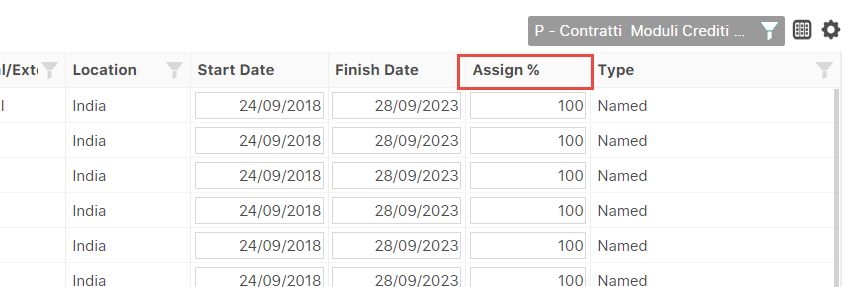 P - Contratti Moduli Crediti ...
l/Exte Location Start Date Finish Date Assign % Type
l India 24/09/2018 28/09/2023 100 Named
India 24/09/2018 28/09/2023 100 Named
India 24/09/2018 28/09/2023 100 Named
India 24/09/2018 28/09/2023 100 Named
India 24/09/2018 28/09/2023 100 Named
India 24/09/2018 28/09/2023 100 Named